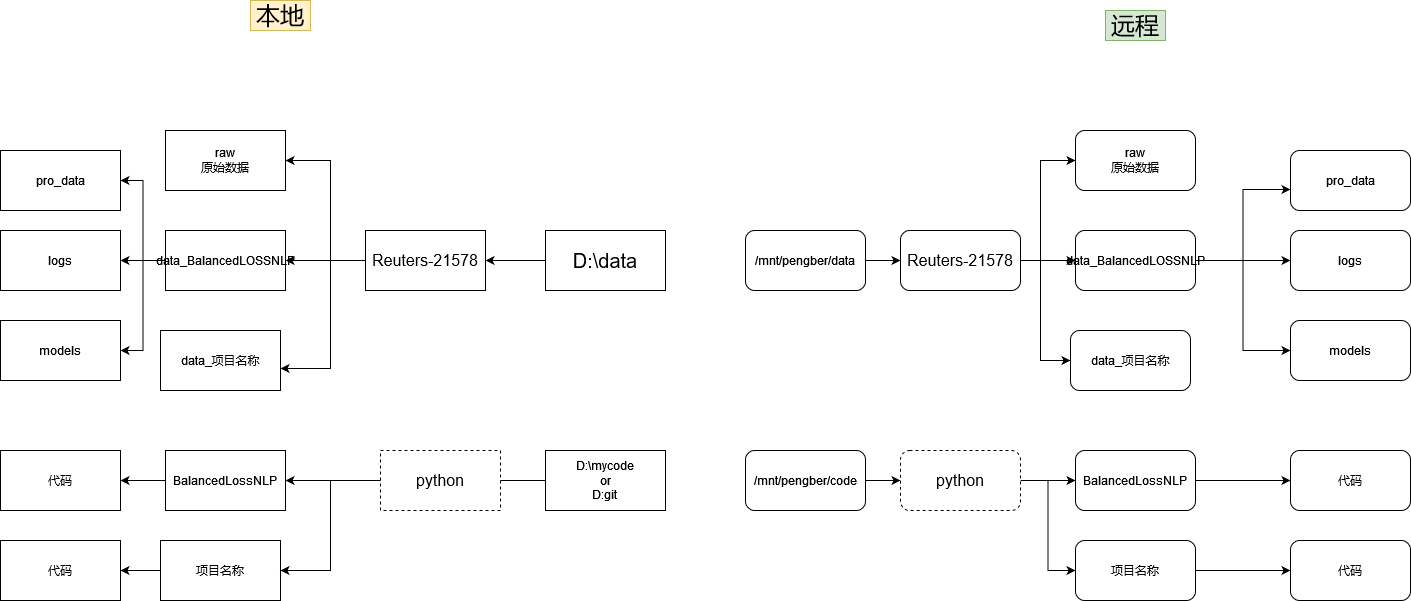 本地
远程
raw
原始数据
pro_data
logs
data_BalancedLOSSNLP
Reuters-21578
D:\data
models
data_项目名称
代码
BalancedLossNLP
python
D:\mycode
or
D:git
代码
项目名称
raw
原始数据
pro_data
/mnt/pengber/data
Reuters-21578
data_BalancedLOSSNLP
logs
data_项目名称
models
/mnt/pengber/code
python
BalancedLossNLP
代码
项目名称
代码